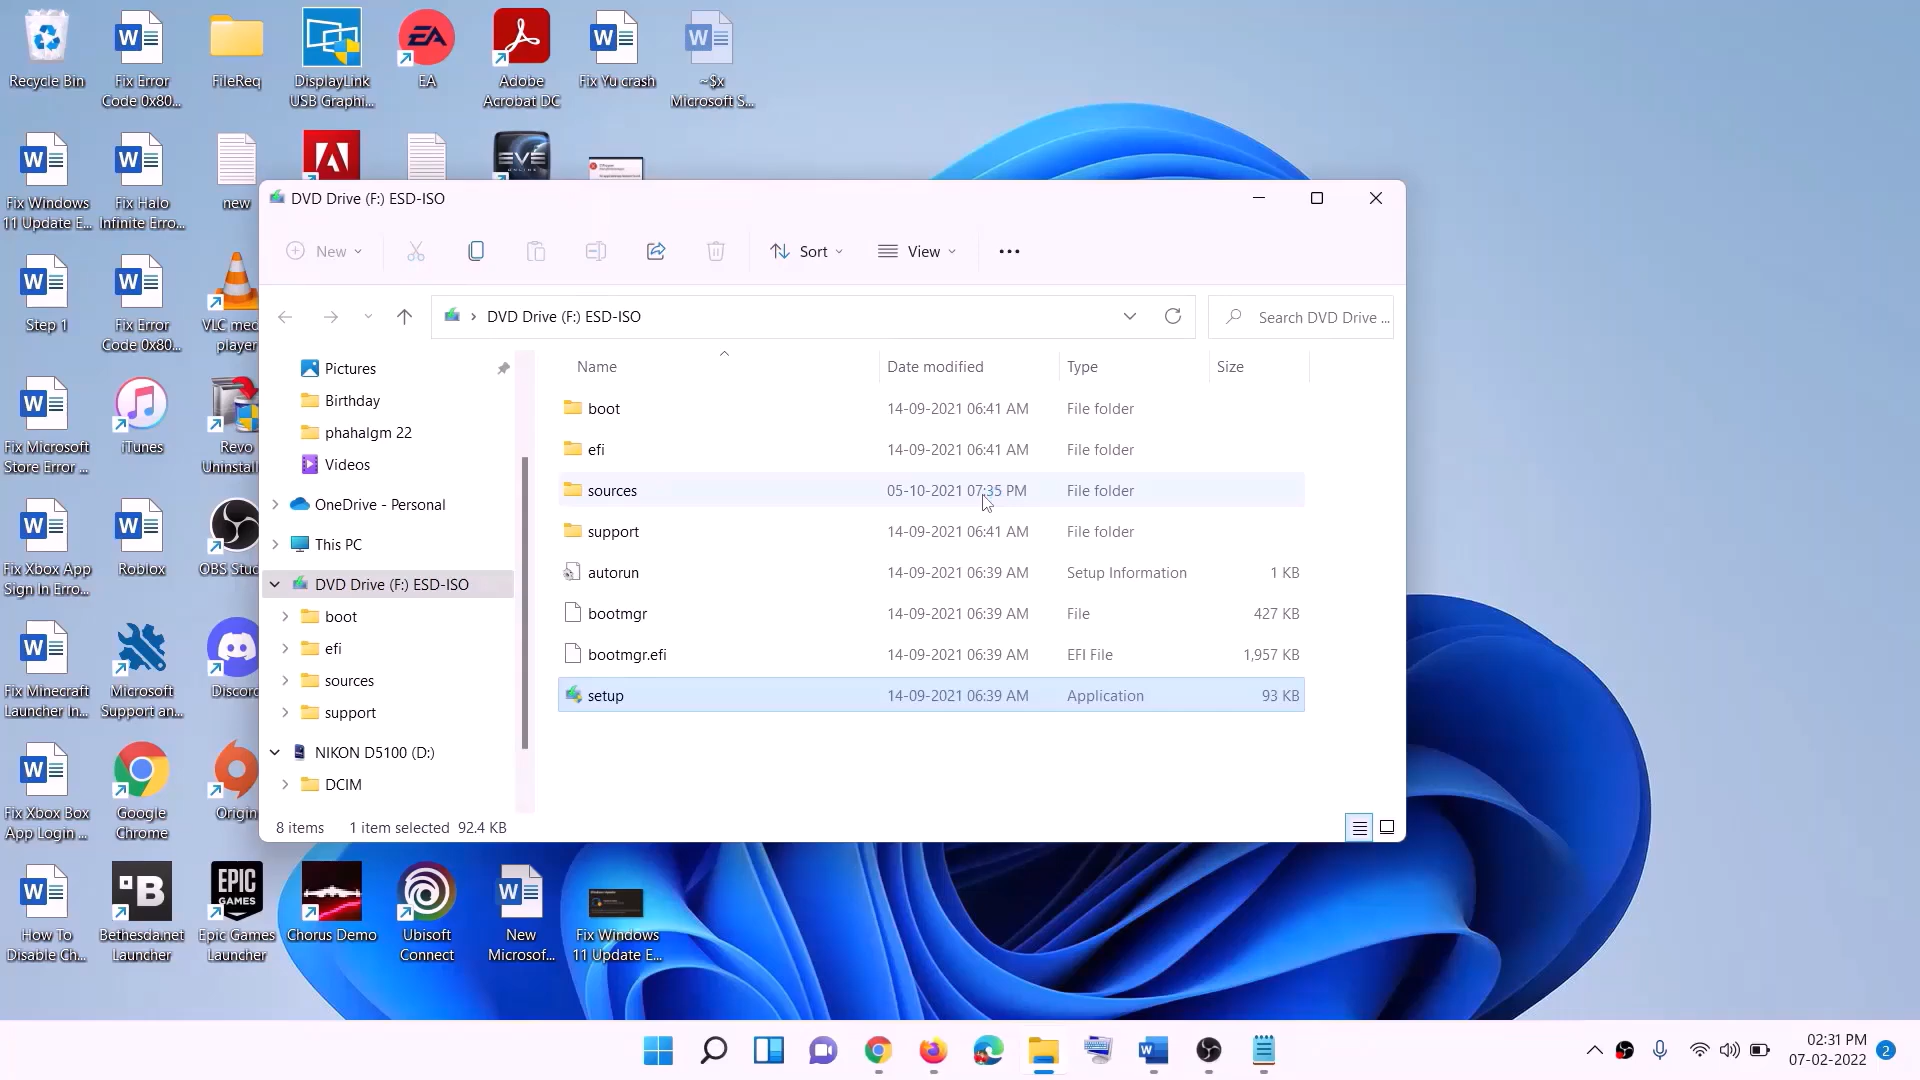 Recycle Bin
Fix Error
Code 0x80...
FileReq
DisplayLink
USB Graphi...
EA
Adobe
Acrobat DC
Fix Yu crash
~$x
Microsoft S...
Fix Windows
11 Update E...
Fix Halo
Infinite Erro...
new
EVE
Step 1
Fix Error
Code 0x80...
VLC med
player
Fix Microsoft
Store Error ...
iTunes
Revo
Uninstall
Fix Xbox App
Sign In Erro...
Roblox
OBS Stud
Fix Minecraft
Launcher In...
Microsoft
Support an...
Discord
Fix Xbox Box
App Login ...
Google
Chrome
Origin
How To
Disable Ch...
Bethesda.net
Launcher
EPIC
GAMES
Epic Games
Launcher
Chorus Demo
Ubisoft
Connect
New
Microsof...
Fix Windows
11 Update E...
DVD Drive (F:) ESD-ISO
New
Sort
View
DVD Drive (F:) ESD-ISO
Search DVD Drive ...
Pictures
Birthday
phahalgm 22
Videos
OneDrive - Personal
This PC
DVD Drive (F:) ESD-ISO
boot
efi
sources
support
NIKON D5100 (D:)
DCIM
Name Date modified Type Size
boot 14-09-2021 06:41 AM File folder
efi 14-09-2021 06:41 AM File folder
sources 05-10-2021 07:35 PM File folder
support 14-09-2021 06:41 AM File folder
autorun 14-09-2021 06:39 AM Setup Information 1 KB
bootmgr 14-09-2021 06:39 AM File 427 KB
bootmgr.efi 14-09-2021 06:39 AM EFI File 1,957 KB
setup 14-09-2021 06:39 AM Application 93 KB
8 items 1 item selected 92.4 KB
02:31 PM
07-02-2022
2